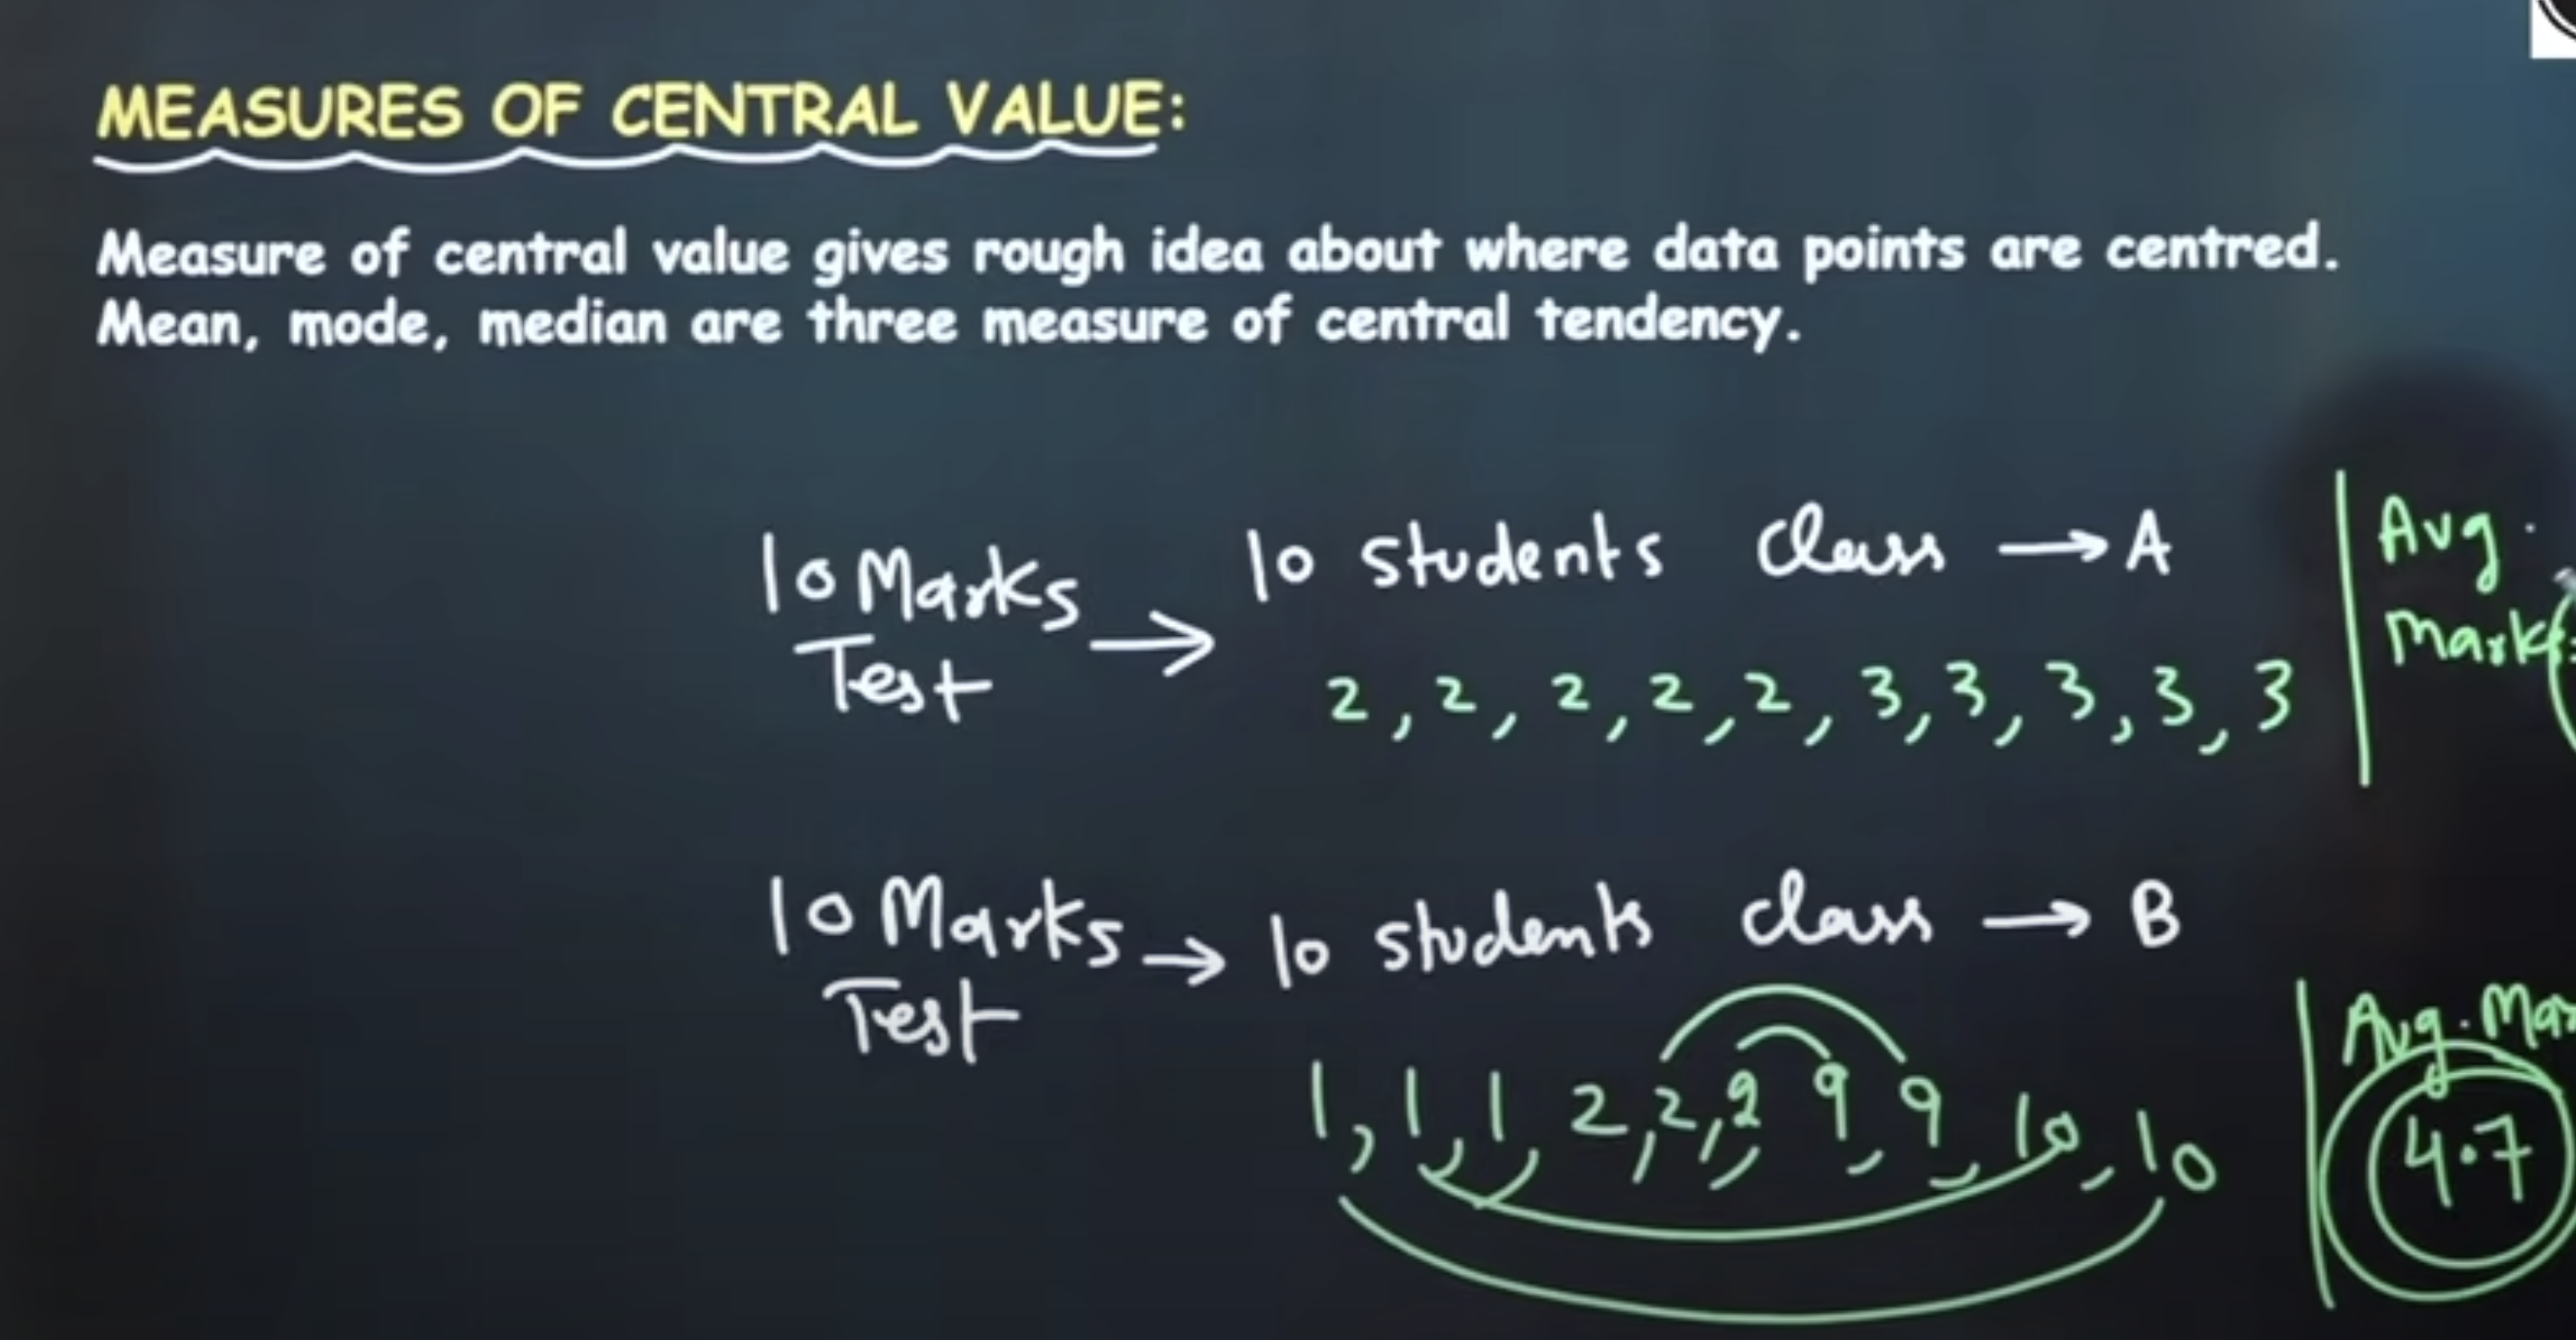 MEASURES OF CENTRAL VALUE:
Measure of central value gives rough idea about where data points are centred.
Mean, mode, median are three measure of central tendency.
10 Marks Test → 10 students class → A
2, 2, 2, 2, 2, 3, 3, 3, 3, 3
Avg.
Marks
10 Marks Test → 10 students class → B
1, 1, 1, 2, 2, 2, 9, 9, 10, 10
Avg. Mar
4.7